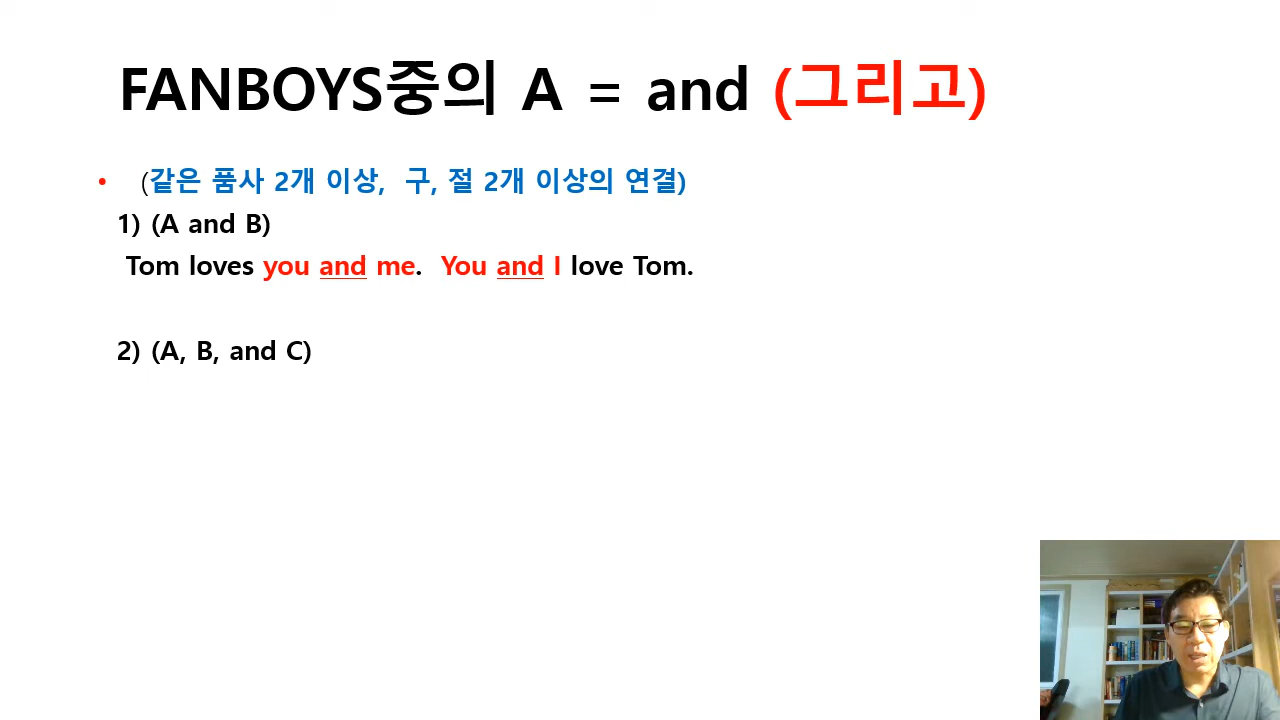 FANBOYS중의 A = and (그리고)
• (같은 품사 2개 이상, 구, 절 2개 이상의 연결)
1) (A and B)
Tom loves you and me. You and I love Tom.
2) (A, B, and C)